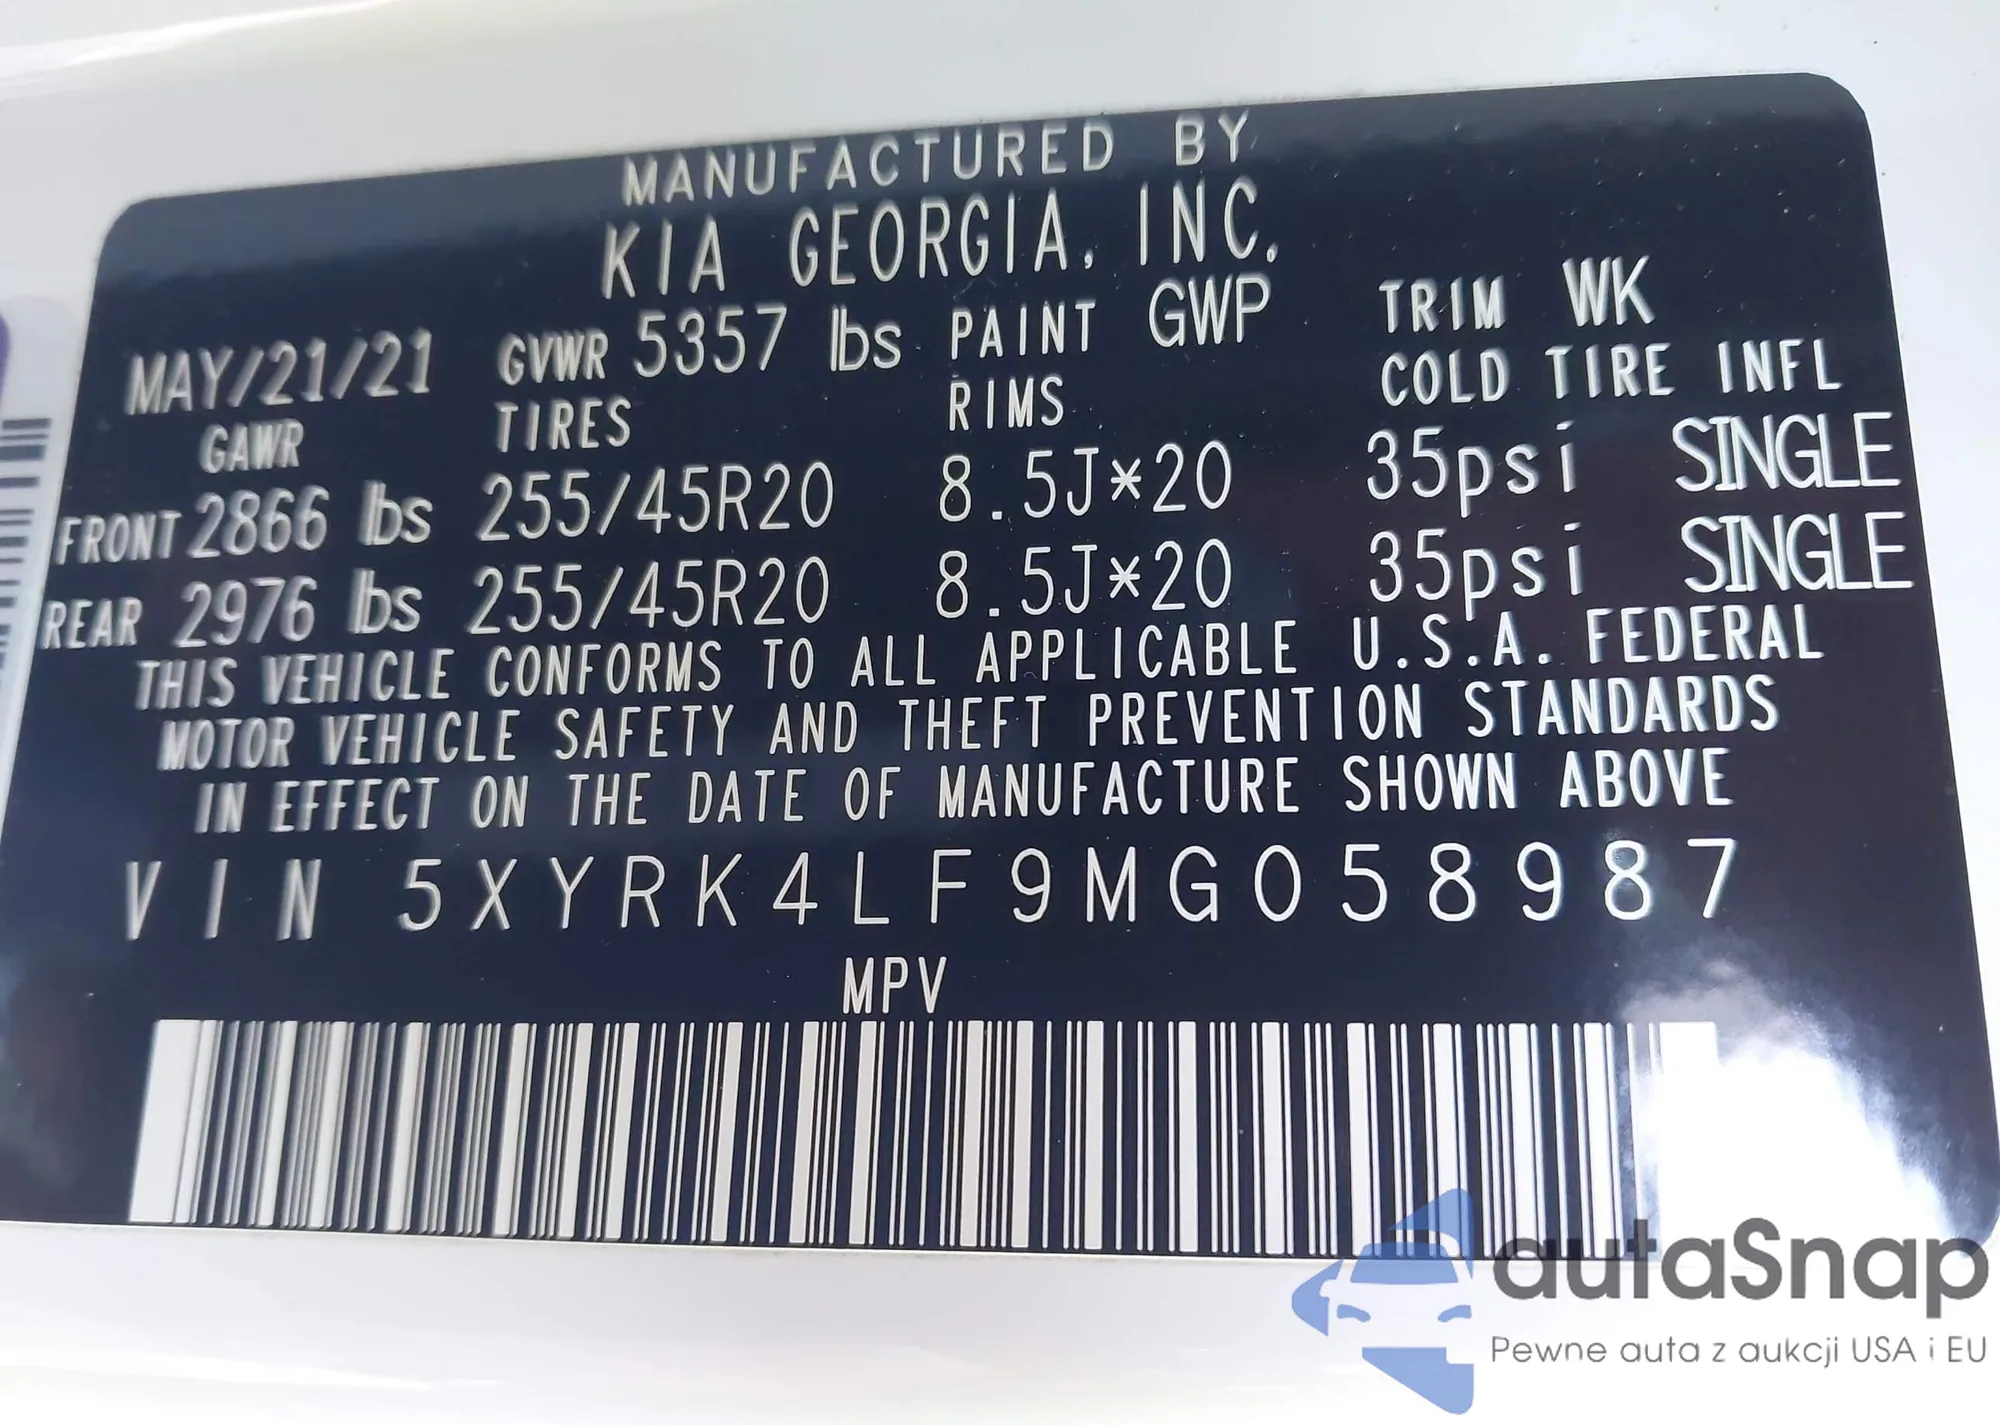 MANUFACTURED BY
KIA GEORGIA, INC.
MAY/21/21 GVWR 5357 lbs PAINT GWP TRIM WK
GAWR TIRES RIMS COLD TIRE INFL
FRONT 2866 lbs 255/45R20 8.5J*20 35psi SINGLE
REAR 2976 lbs 255/45R20 8.5J*20 35psi SINGLE
THIS VEHICLE CONFORMS TO ALL APPLICABLE U.S.A. FEDERAL
MOTOR VEHICLE SAFETY AND THEFT PREVENTION STANDARDS
IN EFFECT ON THE DATE OF MANUFACTURE SHOWN ABOVE
VIN 5XYRK4LF9MG058987
MPV
autaSnap
Pewne auta z aukcji USA i EU